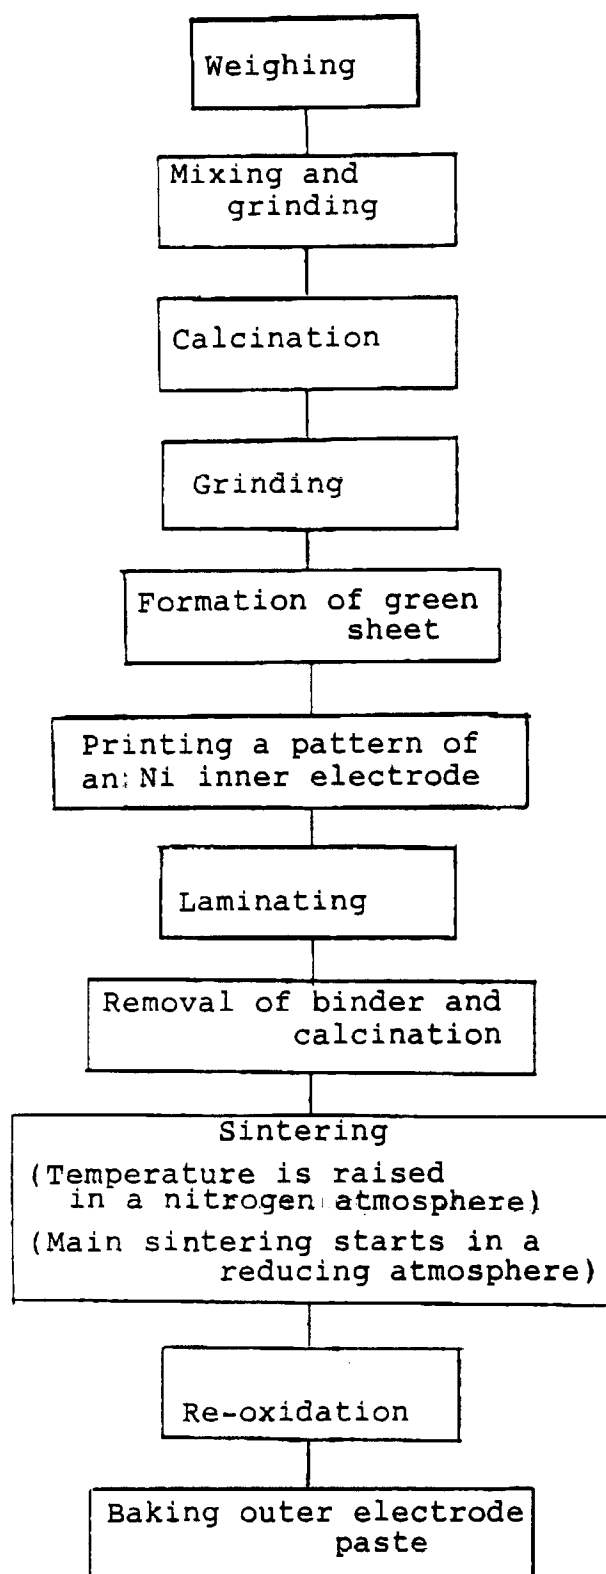 Weighing
Mixing and
grinding
Calcination
Grinding
Formation of green
sheet
Printing a pattern of
an Ni inner electrode
Laminating
Removal of binder and
calcination
Sintering
(Temperature is raised
in a nitrogen atmosphere)
(Main sintering starts in a
reducing atmosphere)
Re-oxidation
Baking outer electrode
paste